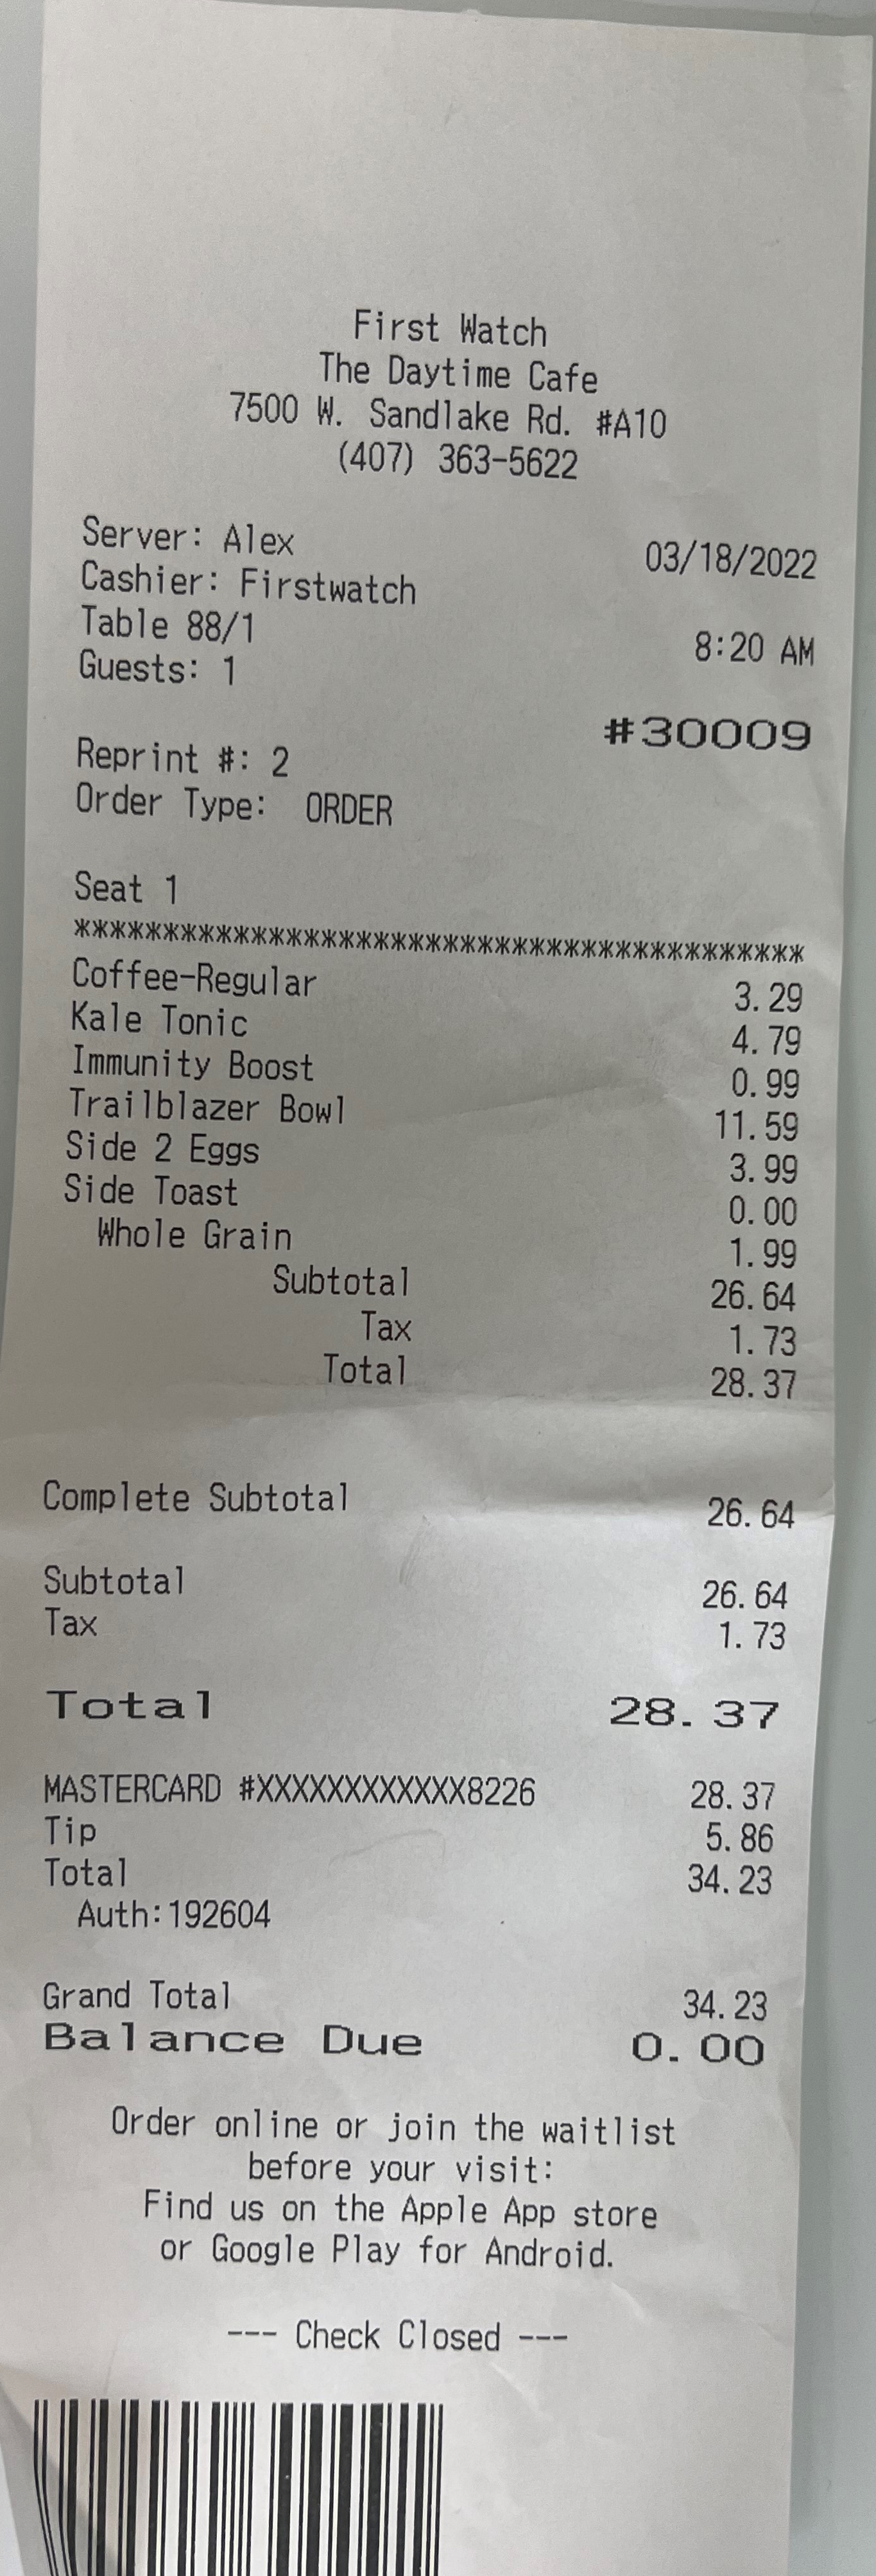 First Watch
The Daytime Cafe
7500 W. Sandlake Rd. #A10
(407) 363-5622
Server: Alex 03/18/2022
Cashier: Firstwatch
Table 88/1 8:20 AM
Guests: 1
#30009
Reprint #: 2
Order Type: ORDER
Seat 1
******************************************
Coffee-Regular 3.29
Kale Tonic 4.79
Immunity Boost 0.99
Trailblazer Bowl 11.59
Side 2 Eggs 3.99
Side Toast 0.00
Whole Grain 1.99
Subtotal 26.64
Tax 1.73
Total 28.37
Complete Subtotal 26.64
Subtotal 26.64
Tax 1.73
Total 28.37
MASTERCARD #XXXXXXXXXXXX8226 28.37
Tip 5.86
Total 34.23
Auth:192604
Grand Total 34.23
Balance Due 0.00
Order online or join the waitlist
before your visit:
Find us on the Apple App store
or Google Play for Android.
--- Check Closed ---